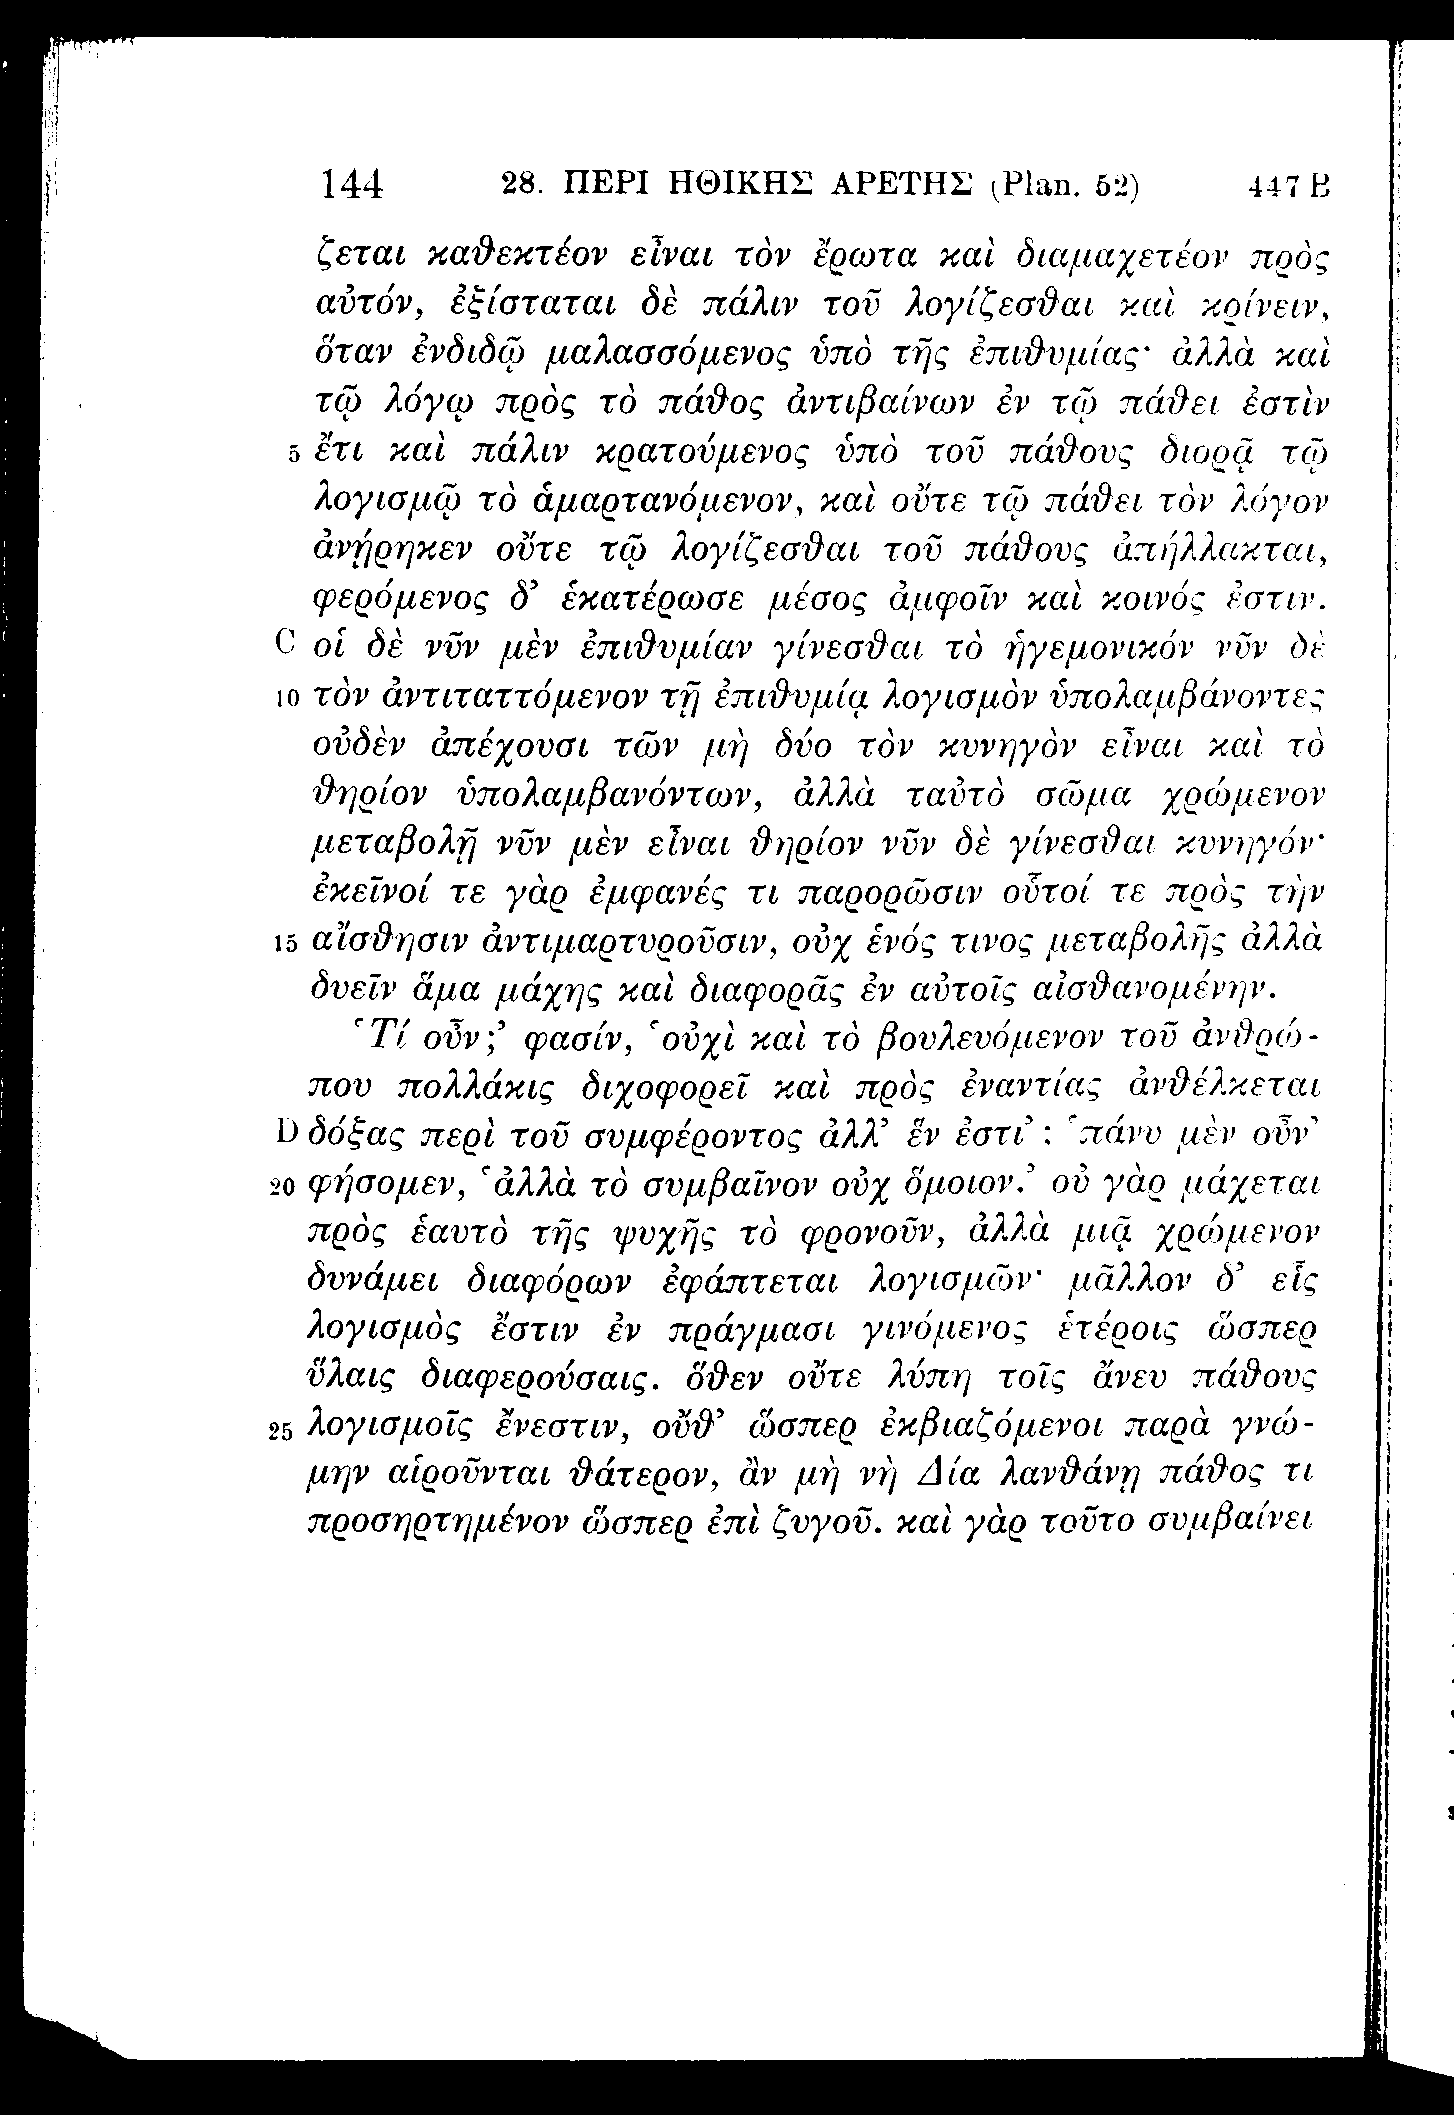 144 28. ΠΕΡΙ ΗΘΙΚΗΣ ΑΡΕΤΗΣ (Plan. 52) 447 B
ζεται καθεκτέον εἶναι τὸν ἔρωτα καὶ διαμαχετέον πρὸς
αὐτόν, ἐξίσταται δὲ πάλιν τοῦ λογίζεσθαι καὶ κρίνειν,
ὅταν ἐνδιδῷ μαλασσόμενος ὑπὸ τῆς ἐπιθυμίας· ἀλλὰ καὶ
τῷ λόγῳ πρὸς τὸ πάθος ἀντιβαίνων ἐν τῷ πάθει ἐστὶν
5 ἔτι καὶ πάλιν κρατούμενος ὑπὸ τοῦ πάθους διορᾷ τῷ
λογισμῷ τὸ ἁμαρτανόμενον, καὶ οὔτε τῷ πάθει τὸν λόγον
ἀνῄρηκεν οὔτε τῷ λογίζεσθαι τοῦ πάθους ἀπήλλακται,
φερόμενος δ’ ἑκατέρωσε μέσος ἀμφοῖν καὶ κοινός ἐστιν.
C οἱ δὲ νῦν μὲν ἐπιθυμίαν γίνεσθαι τὸ ἡγεμονικόν νῦν δὲ
10 τὸν ἀντιταττόμενον τῇ ἐπιθυμίᾳ λογισμὸν ὑπολαμβάνοντες
οὐδὲν ἀπέχουσι τῶν μὴ δύο τὸν κυνηγὸν εἶναι καὶ τὸ
θηρίον ὑπολαμβανόντων, ἀλλὰ ταὐτὸ σῶμα χρώμενον
μεταβολῇ νῦν μὲν εἶναι θηρίον νῦν δὲ γίνεσθαι κυνηγόν·
ἐκεῖνοί τε γὰρ ἐμφανές τι παρορῶσιν οὗτοί τε πρὸς τὴν
15 αἴσθησιν ἀντιμαρτυροῦσιν, οὐχ ἑνός τινος μεταβολῆς ἀλλὰ
δυεῖν ἅμα μάχης καὶ διαφορᾶς ἐν αὐτοῖς αἰσθανομένην.
‘Τί οὖν;’ φασίν, ‘οὐχὶ καὶ τὸ βουλευόμενον τοῦ ἀνθρώ-
που πολλάκις διχοφορεῖ καὶ πρὸς ἐναντίας ἀνθέλκεται
D δόξας περὶ τοῦ συμφέροντος ἀλλ’ ἕν ἐστι’ : ‘πάνυ μὲν οὖν’
20 φήσομεν, ‘ἀλλὰ τὸ συμβαῖνον οὐχ ὅμοιον.’ οὐ γὰρ μάχεται
πρὸς ἑαυτὸ τῆς ψυχῆς τὸ φρονοῦν, ἀλλὰ μιᾷ χρώμενον
δυνάμει διαφόρων ἐφάπτεται λογισμῶν· μᾶλλον δ’ εἷς
λογισμὸς ἔστιν ἐν πράγμασι γινόμενος ἑτέροις ὥσπερ
ὕλαις διαφερούσαις. ὅθεν οὔτε λύπη τοῖς ἄνευ πάθους
25 λογισμοῖς ἔνεστιν, οὔθ’ ὥσπερ ἐκβιαζόμενοι παρὰ γνώ-
μην αἱροῦνται θάτερον, ἂν μὴ νὴ Δία λανθάνῃ πάθος τι
προσηρτημένον ὥσπερ ἐπὶ ζυγοῦ. καὶ γὰρ τοῦτο συμβαίνει